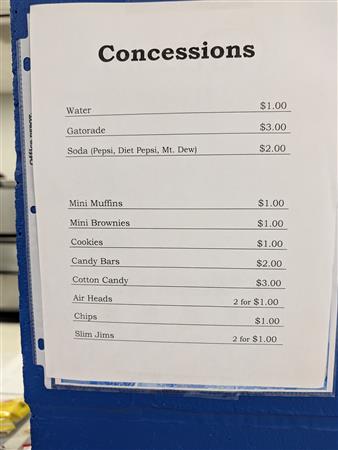 Concessions
Water $1.00
Gatorade $3.00
Soda (Pepsi, Diet Pepsi, Mt. Dew) $2.00
Mini Muffins $1.00
Mini Brownies $1.00
Cookies $1.00
Candy Bars $2.00
Cotton Candy $3.00
Air Heads 2 for $1.00
Chips $1.00
Slim Jims 2 for $1.00
Office DEPOT